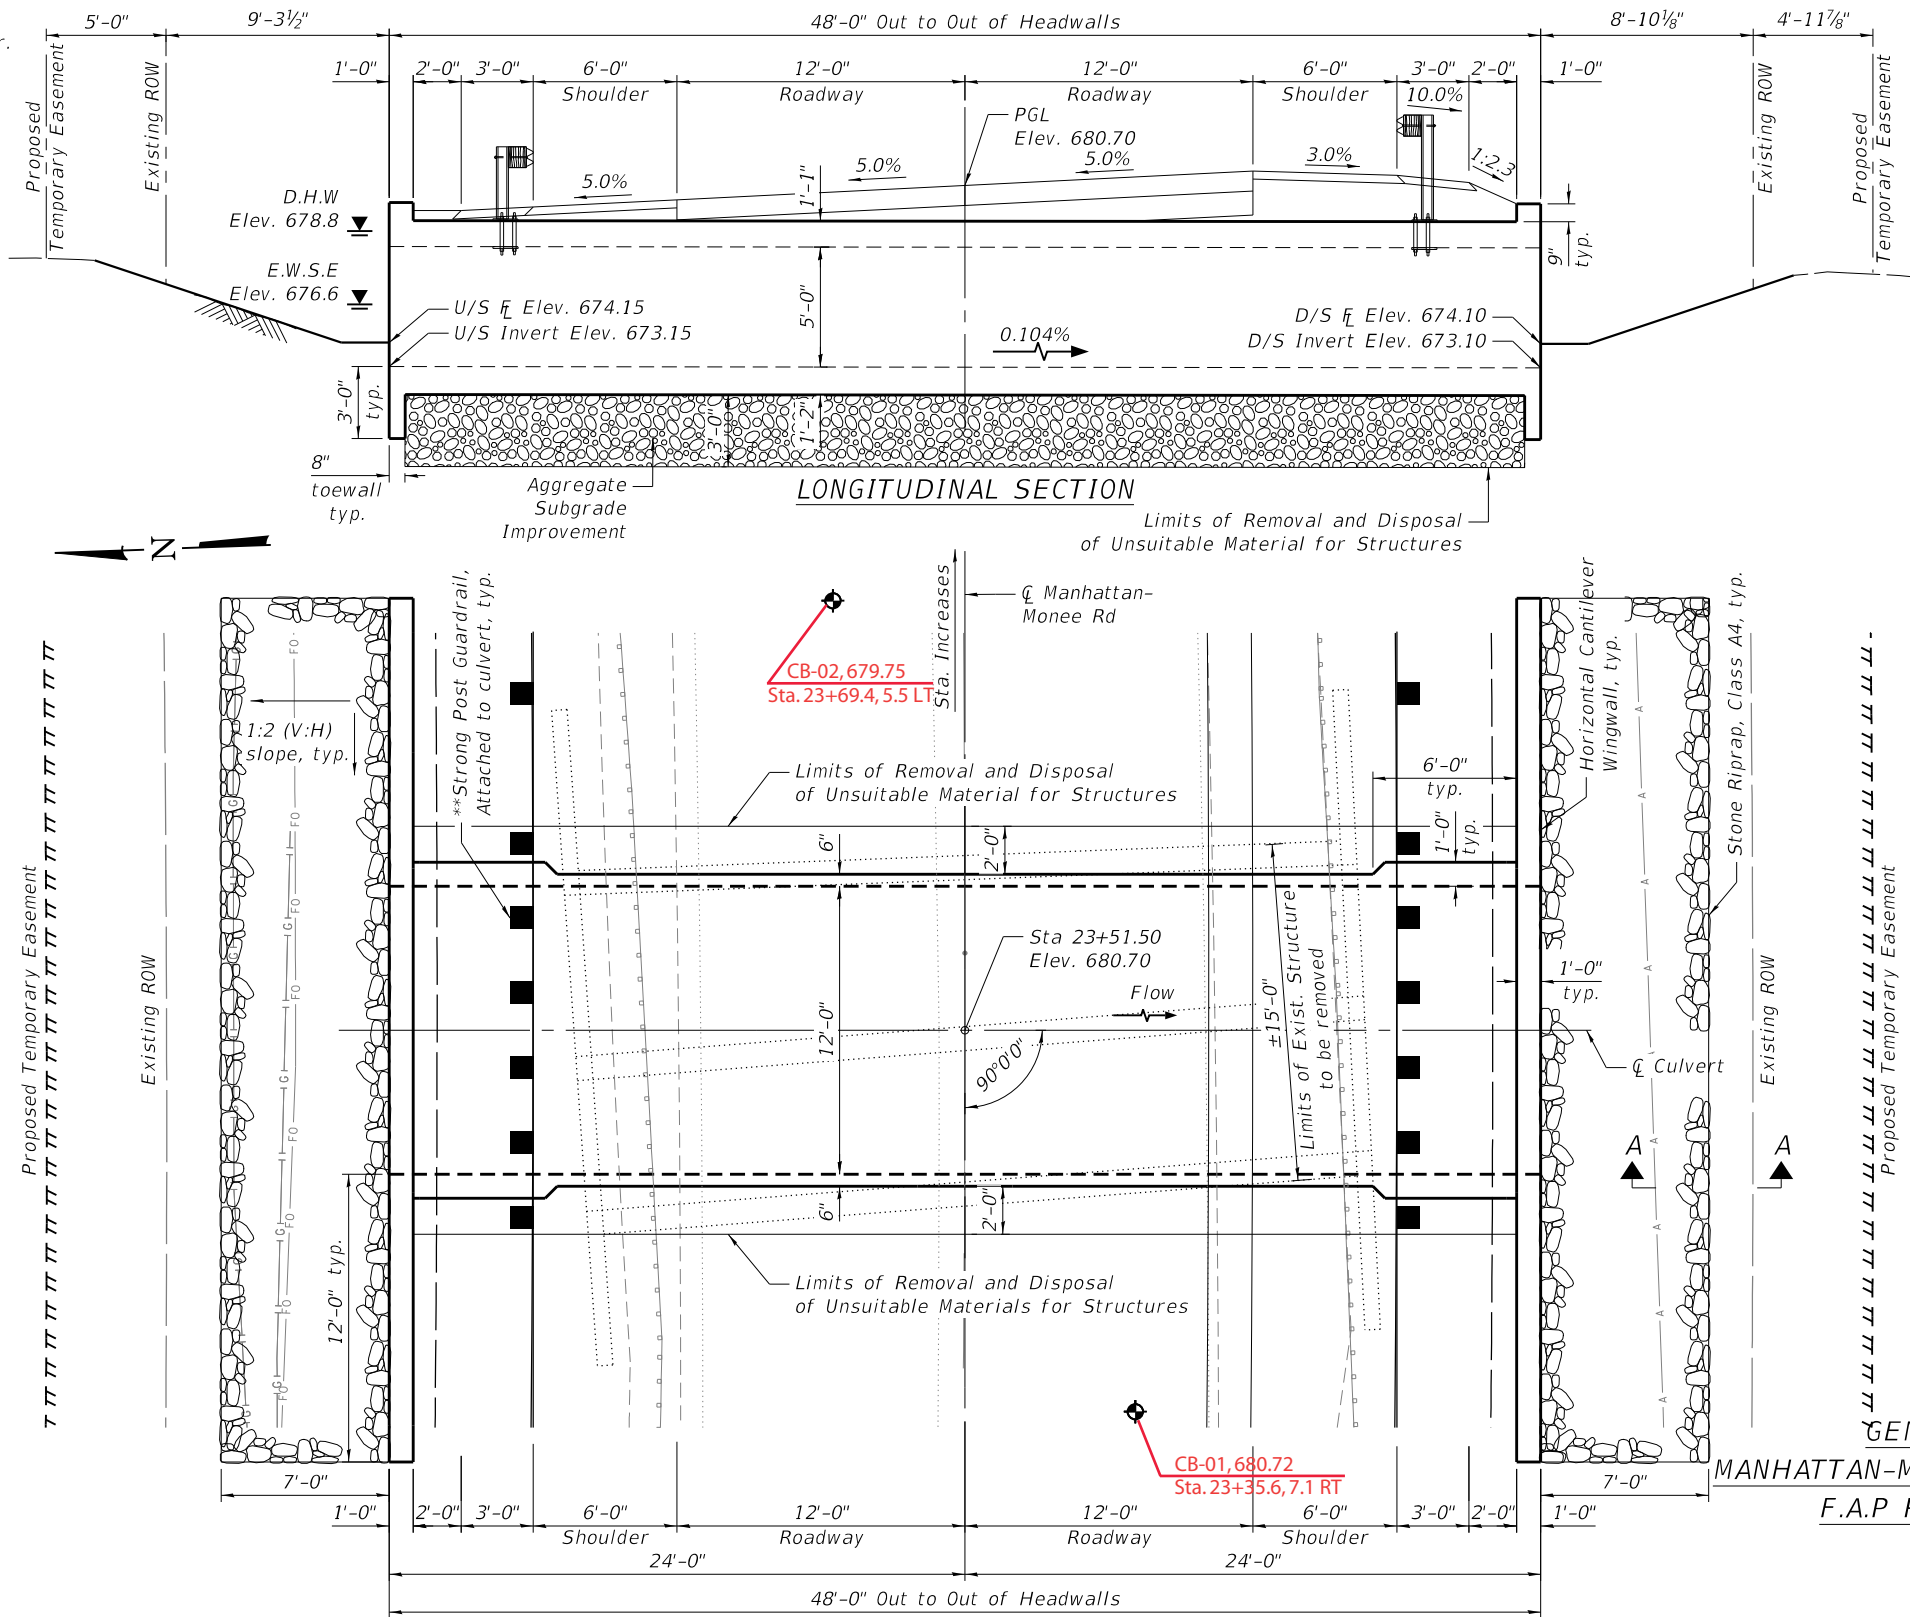 5'-0"
9'-3½"
48'-0" Out to Out of Headwalls
8'-10⅛"
4'-11⅞"
r.
1'-0"
2'-0"
3'-0"
6'-0"
Shoulder
12'-0"
Roadway
12'-0"
Roadway
6'-0"
Shoulder
3'-0"
2'-0"
1'-0"
10.0%
Proposed
Temporary Easement
Existing ROW
Existing ROW
Proposed
Temporary Easement
PGL
Elev. 680.70
5.0%
5.0%
5.0%
3.0%
1:2.3
1'-1"
D.H.W
Elev. 678.8
E.W.S.E
Elev. 676.6
9"
typ.
U/S FL Elev. 674.15
U/S Invert Elev. 673.15
5'-0"
0.104%
D/S FL Elev. 674.10
D/S Invert Elev. 673.10
3'-0"
typ.
3'-0"
1'-2"
8"
toewall
typ.
Aggregate
Subgrade
Improvement
LONGITUDINAL SECTION
Limits of Removal and Disposal
of Unsuitable Material for Structures
N
**Strong Post Guardrail,
Attached to culvert, typ.
CB-02, 679.75
Sta. 23+69.4, 5.5 LT
Sta. Increases
CL Manhattan-
Monee Rd
Horizontal Cantilever
Wingwall, typ.
Stone Riprap, Class A4, typ.
1:2 (V:H)
slope, typ.
Limits of Removal and Disposal
of Unsuitable Material for Structures
6'-0"
typ.
1'-0"
typ.
6"
2'-0"
Proposed Temporary Easement
Existing ROW
Sta 23+51.50
Elev. 680.70
Flow
12'-0"
90°0'0"
±15'-0"
Limits of Exist. Structure
to be removed
1'-0"
typ.
CL Culvert
Existing ROW
Proposed Temporary Easement
A
A
6"
2'-0"
12'-0" typ.
Limits of Removal and Disposal
of Unsuitable Materials for Structures
FO
FO
FO
FO
FO
FO
G
G
G
G
G
G
A
A
A
A
A
A
A
CB-01, 680.72
Sta. 23+35.6, 7.1 RT
GEN
MANHATTAN-M
F.A.P
7'-0"
7'-0"
1'-0"
2'-0"
3'-0"
6'-0"
Shoulder
12'-0"
Roadway
12'-0"
Roadway
6'-0"
Shoulder
3'-0"
2'-0"
1'-0"
24'-0"
24'-0"
48'-0" Out to Out of Headwalls